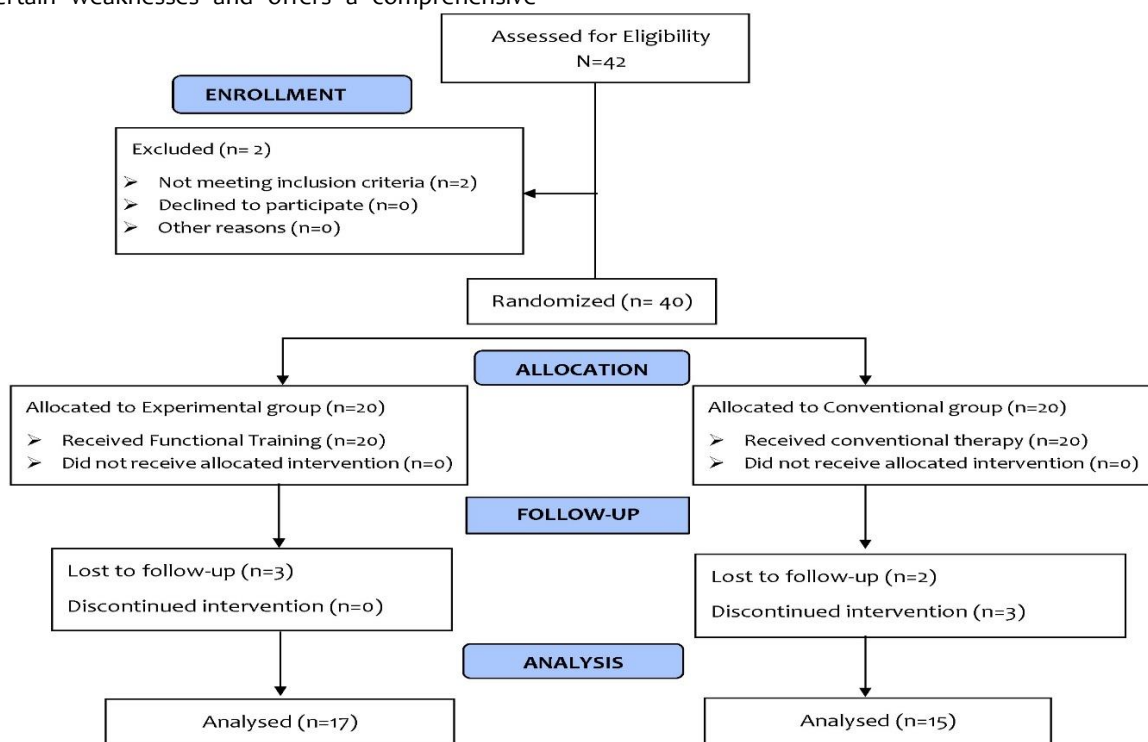 ertain weaknesses and offers a comprehensive
Assessed for Eligibility
N=42
ENROLLMENT
Excluded (n= 2)
➢ Not meeting inclusion criteria (n=2)
➢ Declined to participate (n=0)
➢ Other reasons (n=0)
Randomized (n= 40)
ALLOCATION
Allocated to Experimental group (n=20)
➢ Received Functional Training (n=20)
➢ Did not receive allocated intervention (n=0)
Allocated to Conventional group (n=20)
➢ Received conventional therapy (n=20)
➢ Did not receive allocated intervention (n=0)
FOLLOW-UP
Lost to follow-up (n=3)
Discontinued intervention (n=0)
Lost to follow-up (n=2)
Discontinued intervention (n=3)
ANALYSIS
Analysed (n=17)
Analysed (n=15)